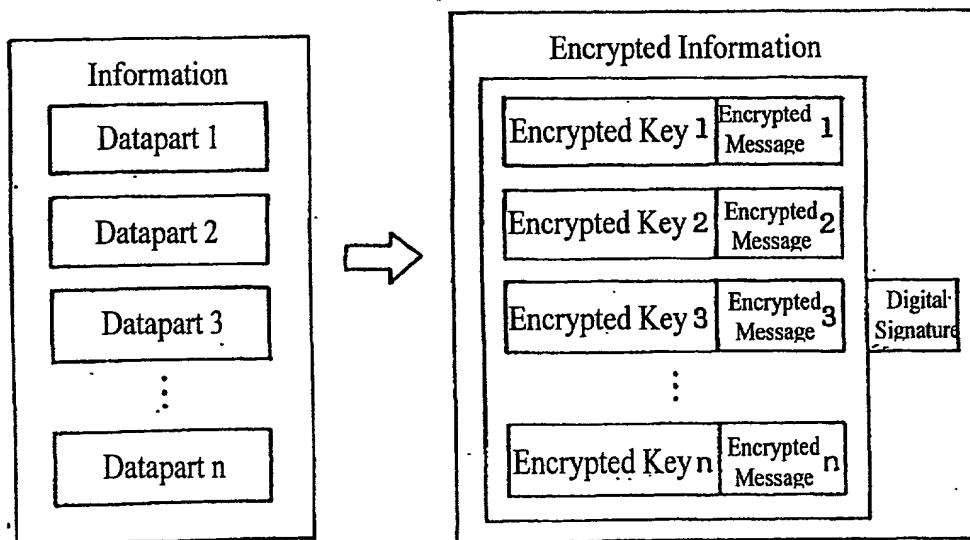 Information
Datapart 1
Datapart 2
Datapart 3
Datapart n
Encrypted Information
Encrypted Key 1
Encrypted
Message 1
Encrypted Key 2
Encrypted
Message 2
Encrypted Key 3
Encrypted
Message 3
Encrypted Key n
Encrypted
Message n
Digital
Signature